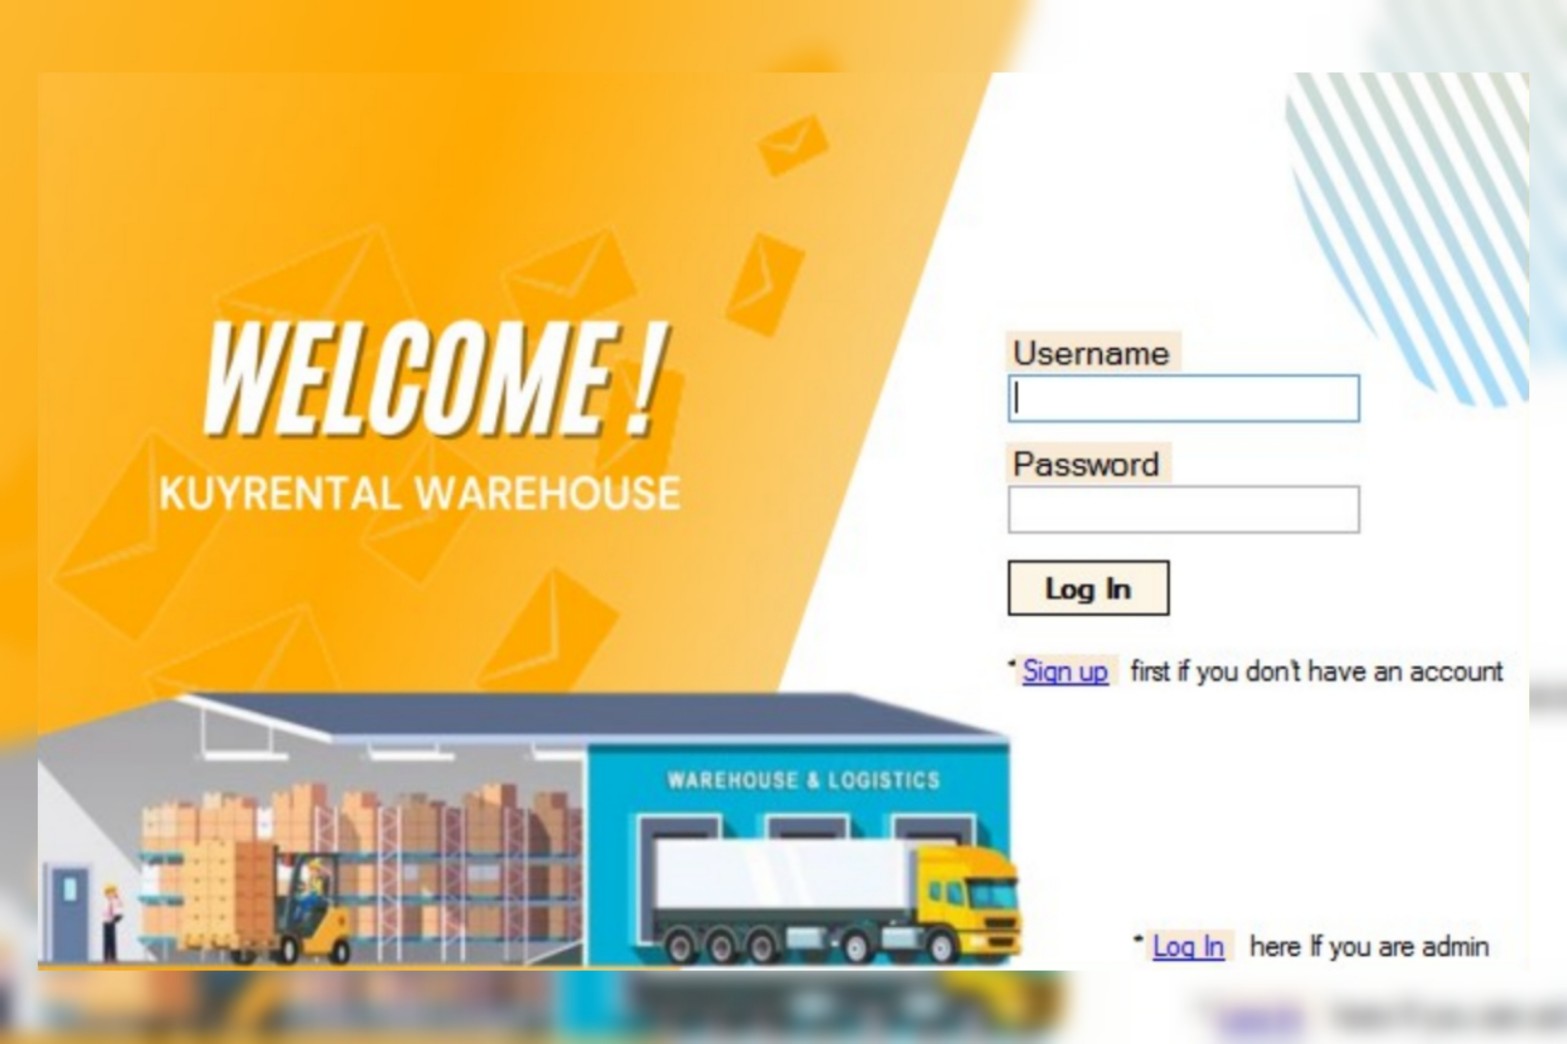 WELCOME !
KUYRENTAL WAREHOUSE
Username
Password
Log In
* Sign up first if you don't have an account
WAREHOUSE & LOGISTICS
* Log In here If you are admin